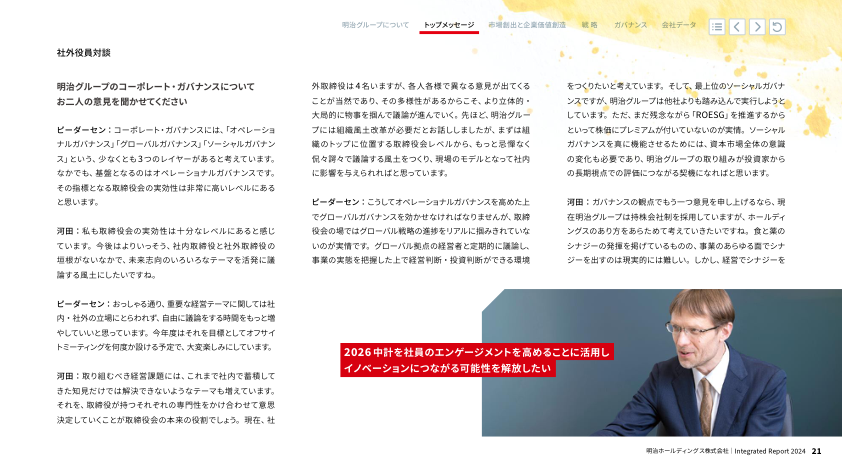 明治グループについて
トップメッセージ
市場創出と企業価値創造
戦 略
ガバナンス
会社データ
社外役員対談
明治グループのコーポレート・ガバナンスについて
お二人の意見を聞かせてください
ピーダーセン：コーポレート・ガバナンスには、「オペレーショ
ナルガバナンス」「グローバルガバナンス」「ソーシャルガバナン
ス」という、少なくとも3つのレイヤーがあると考えています。
なかでも、基盤となるのはオペレーショナルガバナンスです。
その指標となる取締役会の実効性は非常に高いレベルにある
と思います。
河田：私も取締役会の実効性は十分なレベルにあると感じ
ています。今後はよりいっそう、社内取締役と社外取締役の
垣根がないなかで、未来志向のいろいろなテーマを活発に議
論する風土にしたいですね。
ピーダーセン：おっしゃる通り、重要な経営テーマに関しては社
内・社外の立場にとらわれず、自由に議論をする時間をもっと増
やしていいと思っています。今年度はそれを目標としてオフサイ
トミーティングを何度か設ける予定で、大変楽しみにしています。
河田：取り組むべき経営課題には、これまで社内で蓄積して
きた知見だけでは解決できないようなテーマも増えています。
それを、取締役が持つそれぞれの専門性をかけ合わせて意思
決定していくことが取締役会の本来の役割でしょう。現在、社
外取締役は4名いますが、各人各様で異なる意見が出てくる
ことが当然であり、その多様性があるからこそ、より立体的・
大局的に物事を掴んで議論が進んでいく。先ほど、明治グルー
プには組織風土改革が必要だとお話ししましたが、まずは組
織のトップに位置する取締役会レベルから、もっと忌憚なく
侃々諤々で議論する風土をつくり、現場のモデルとなって社内
に影響を与えられればと思っています。
ピーダーセン：こうしてオペレーショナルガバナンスを高めた上
でグローバルガバナンスを効かせなければなりませんが、取締
役会の場ではグローバル戦略の進捗をリアルに掴みきれていな
いのが実情です。グローバル拠点の経営者と定期的に議論し、
事業の実態を把握した上で経営判断・投資判断ができる環境
をつくりたいと考えています。そして、最上位のソーシャルガバナ
ンスですが、明治グループは他社よりも踏み込んで実行しようと
しています。ただ、まだ残念ながら「ROESG」を推進するから
といって株価にプレミアムが付いていないのが実情。ソーシャル
ガバナンスを真に機能させるためには、資本市場全体の意識
の変化も必要であり、明治グループの取り組みが投資家から
の長期視点での評価につながる契機になればと思います。
河田：ガバナンスの観点でもう一つ意見を申し上げるなら、現
在明治グループは持株会社制を採用していますが、ホールディ
ングスのあり方をあらためて考えていきたいですね。食と薬の
シナジーの発揮を掲げているものの、事業のあらゆる面でシナ
ジーを出すのは現実的には難しい。しかし、経営でシナジーを
2026中計を社員のエンゲージメントを高めることに活用し
イノベーションにつながる可能性を解放したい
明治ホールディングス株式会社｜Integrated Report 2024 21